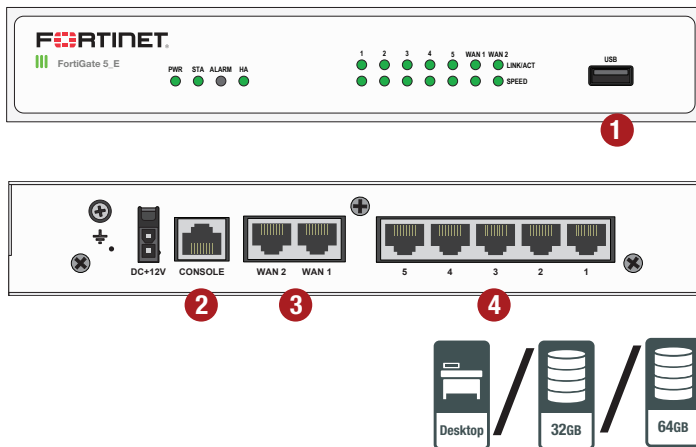 FORTINET.
FortiGate 5_E
PWR STA ALARM HA
1 2 3 4 5 WAN 1 WAN 2
LINK/ACT
SPEED
USB
1
DC+12V CONSOLE WAN 2 WAN 1 5 4 3 2 1
2 3 4
Desktop 32GB 64GB